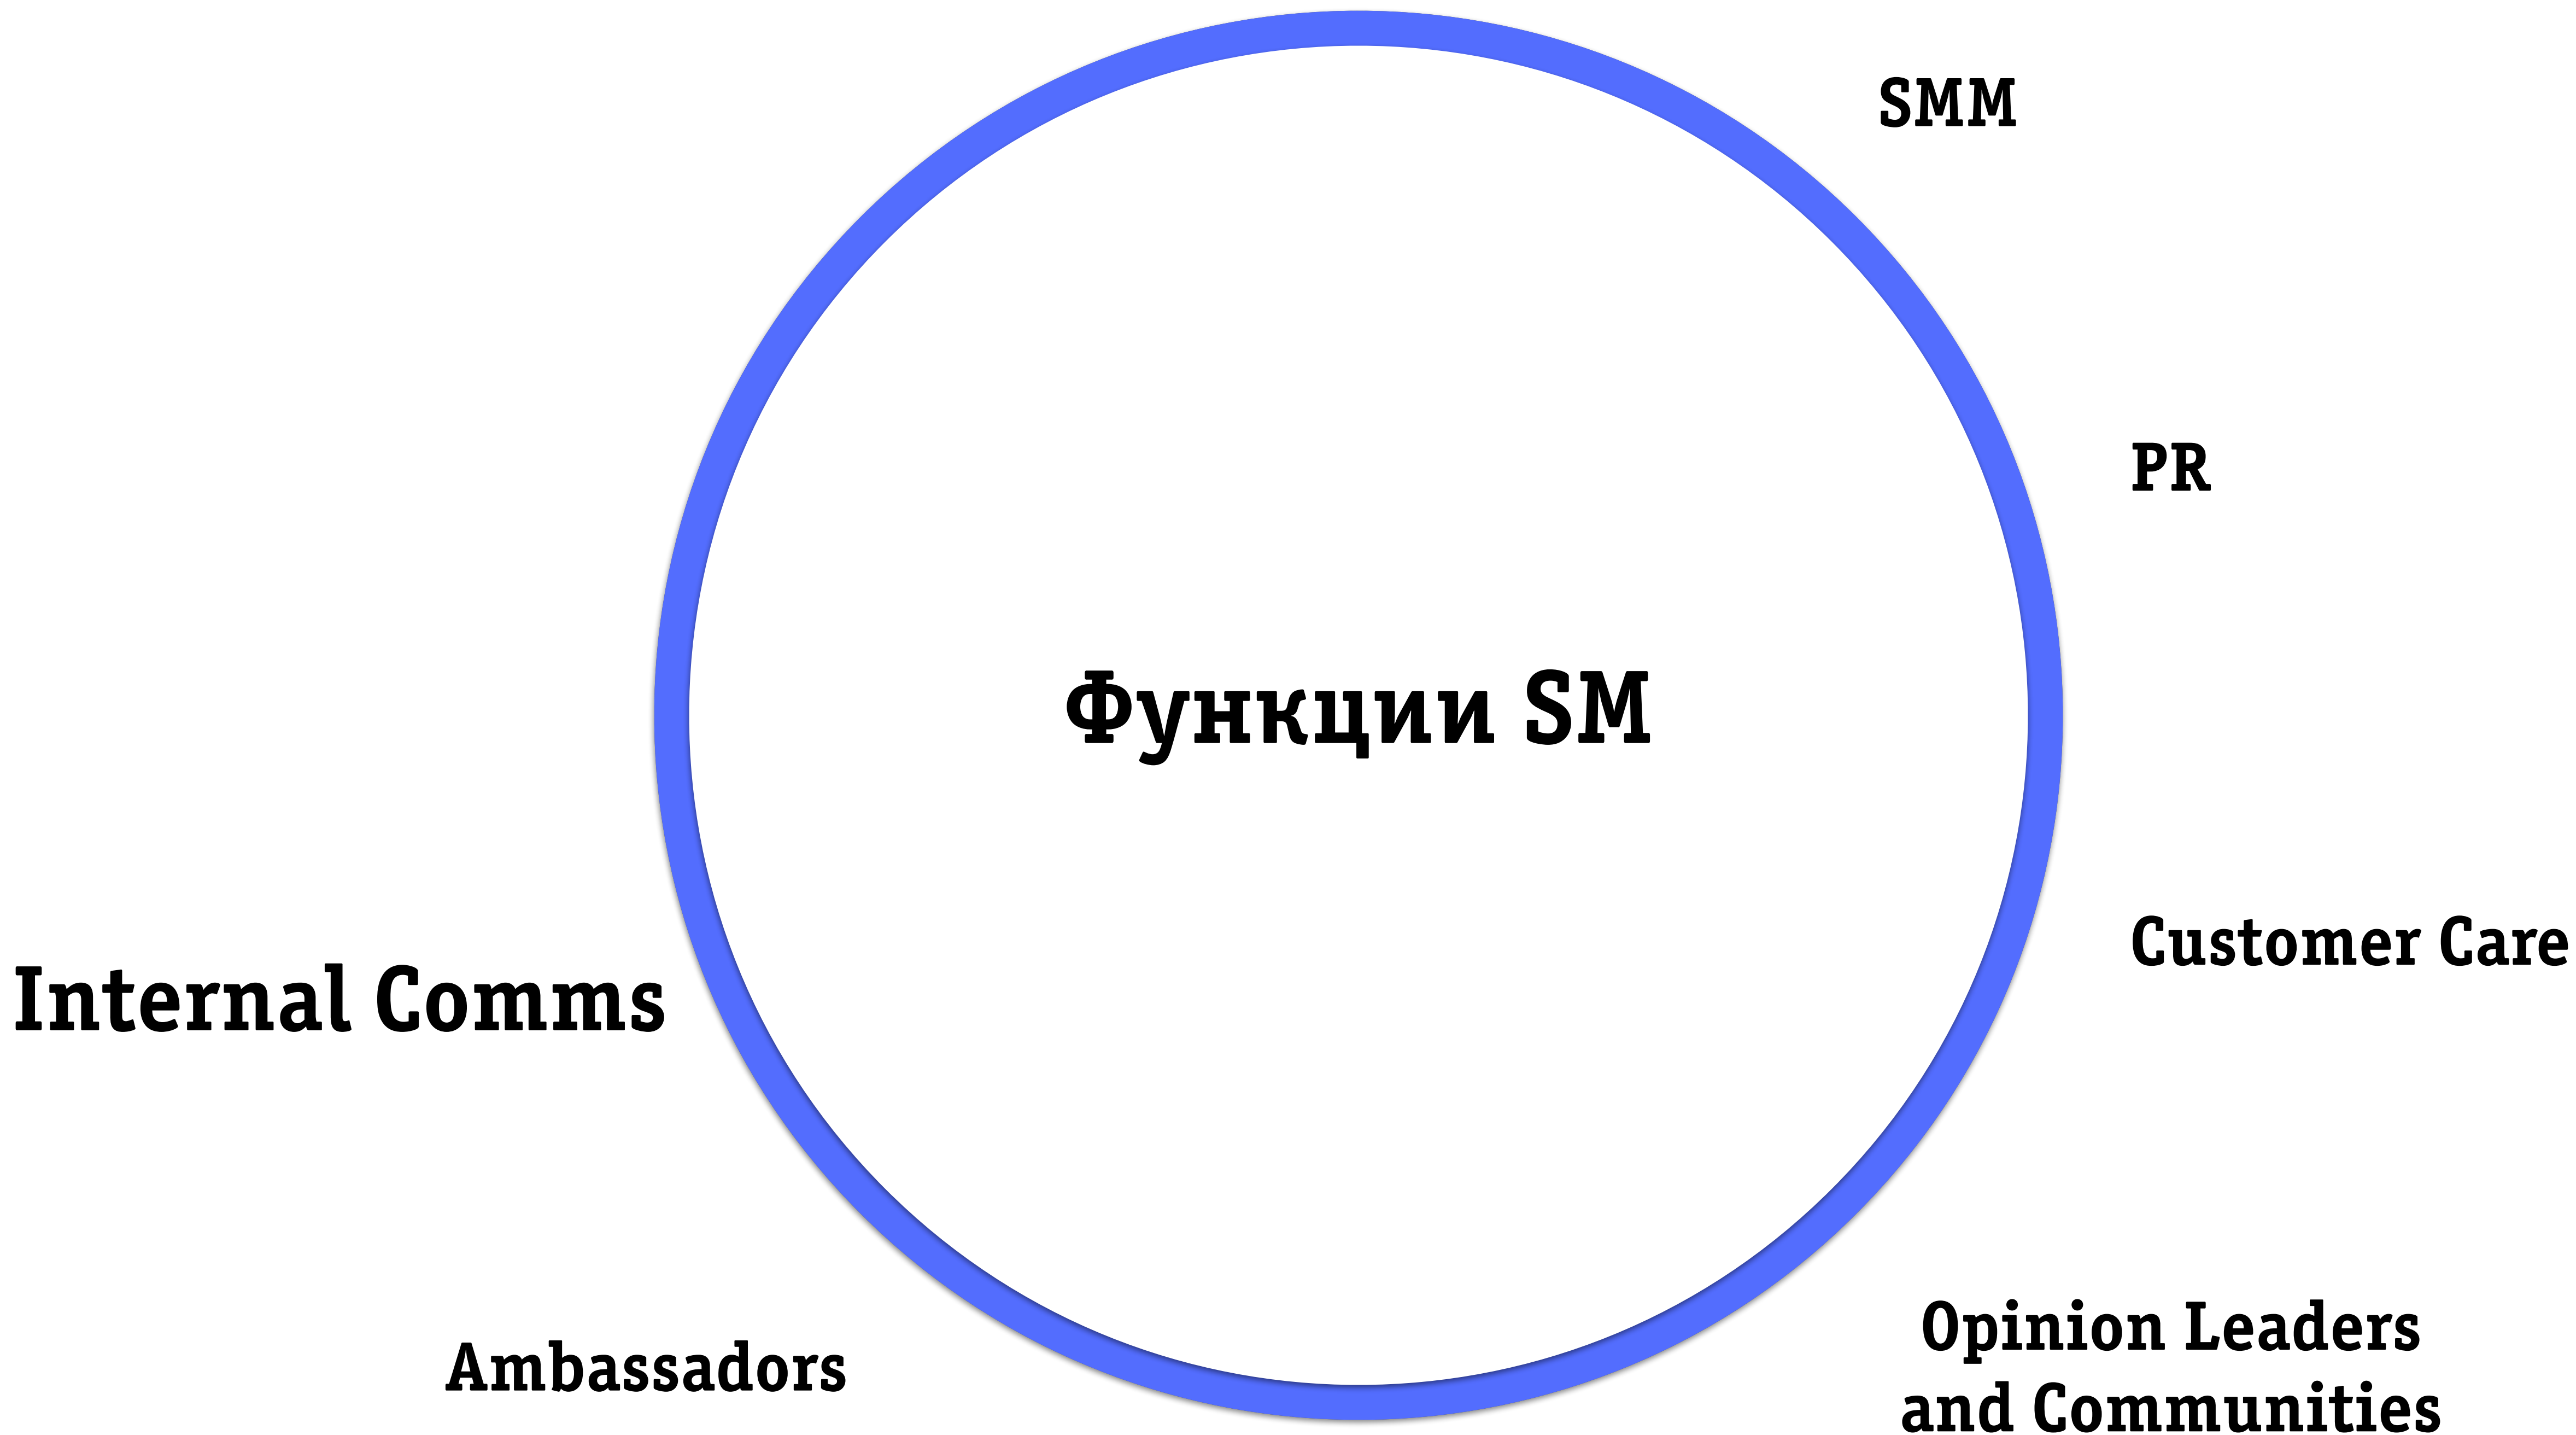 SMM
PR
Функции SM
Customer Care
Internal Comms
Opinion Leaders
and Communities
Ambassadors